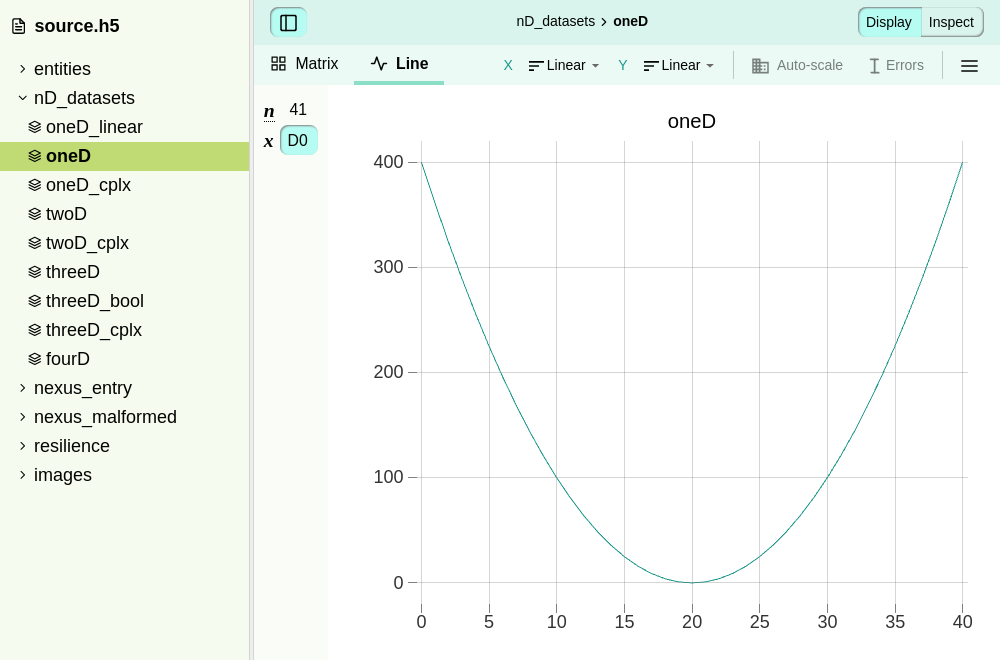 source.h5
entities
nD_datasets
oneD_linear
oneD
oneD_cplx
twoD
twoD_cplx
threeD
threeD_bool
threeD_cplx
fourD
nexus_entry
nexus_malformed
resilience
images
nD_datasets > oneD
Display Inspect
Matrix Line X Linear Y Linear Auto-scale Errors
n 41
x D0
oneD
400
300
200
100
0
0 5 10 15 20 25 30 35 40